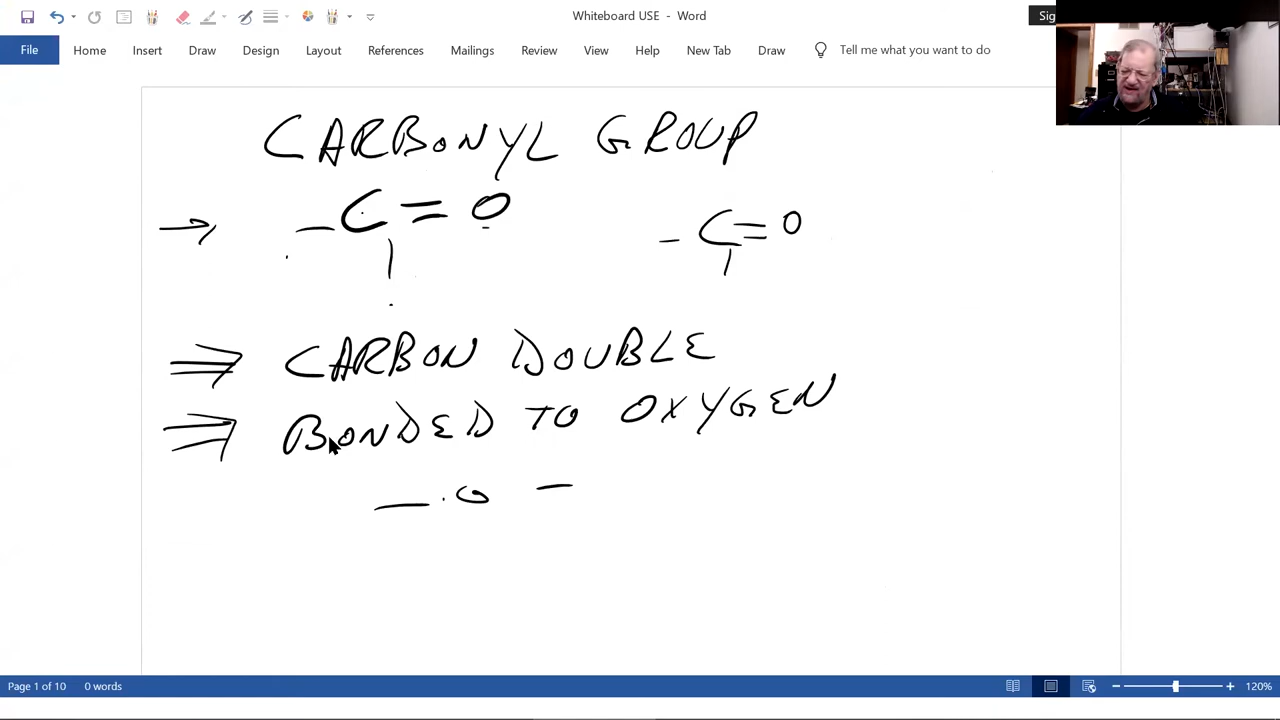 Whiteboard USE - Word
Sig
File Home Insert Draw Design Layout References Mailings Review View Help New Tab Draw Tell me what you want to do
CARBONYL GROUP
→ -C=O -C=O
⇒ CARBON DOUBLE
⇒ BONDED TO OXYGEN
— O —
Page 1 of 10 0 words 120%